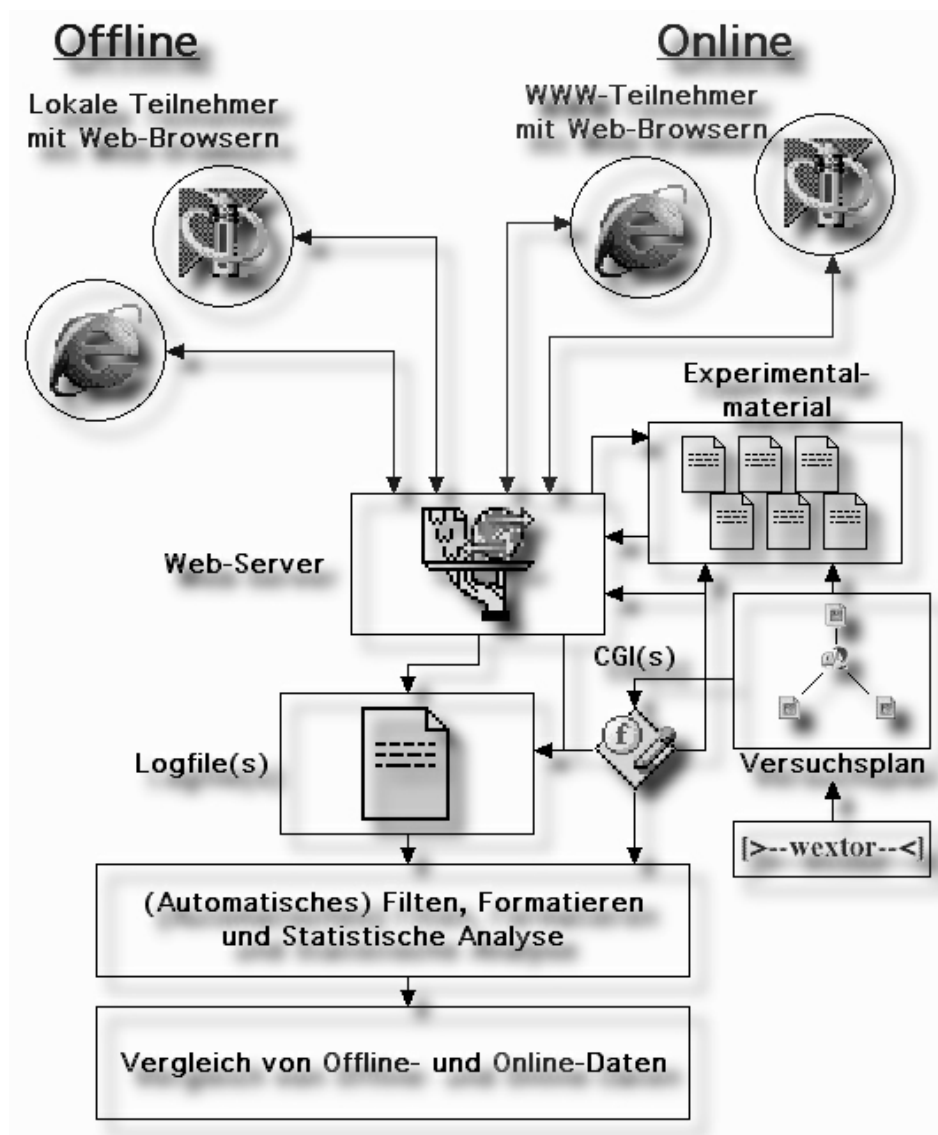 Offline
Online
Lokale Teilnehmer
mit Web-Browsern
WWW-Teilnehmer
mit Web-Browsern
Experimental-
material
Web-Server
CGI(s)
f
Logfile(s)
Versuchsplan
[>--wextor--<]
(Automatisches) Filten, Formatieren
und Statistische Analyse
Vergleich von Offline- und Online-Daten